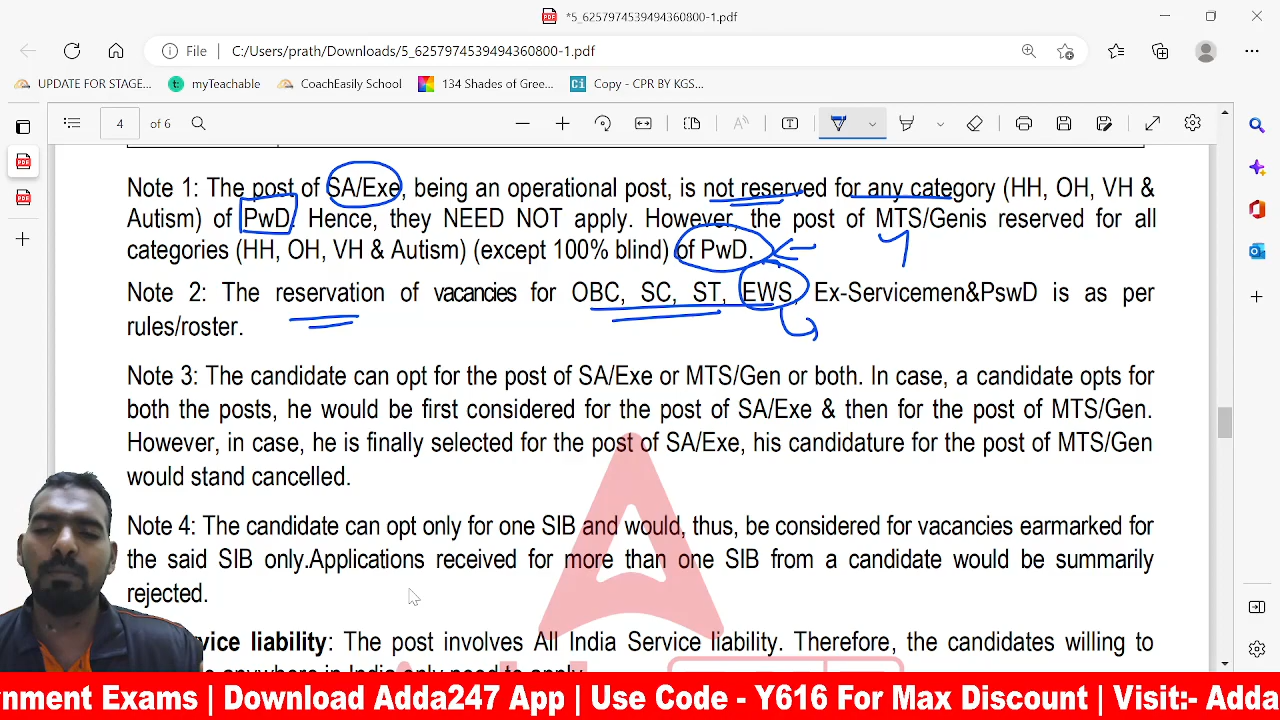 *5_6257974539494360800-1.pdf
File C:/Users/prath/Downloads/5_6257974539494360800-1.pdf
UPDATE FOR STAGE... myTeachable CoachEasily School 134 Shades of Gree... Ci Copy - CPR BY KGS...
4 of 6
Note 1: The post of SA/Exe, being an operational post, is not reserved for any category (HH, OH, VH &
Autism) of PwD. Hence, they NEED NOT apply. However, the post of MTS/Genis reserved for all
categories (HH, OH, VH & Autism) (except 100% blind) of PwD.
Note 2: The reservation of vacancies for OBC, SC, ST, EWS, Ex-Servicemen&PswD is as per
rules/roster.
Note 3: The candidate can opt for the post of SA/Exe or MTS/Gen or both. In case, a candidate opts for
both the posts, he would be first considered for the post of SA/Exe & then for the post of MTS/Gen.
However, in case, he is finally selected for the post of SA/Exe, his candidature for the post of MTS/Gen
would stand cancelled.
Note 4: The candidate can opt only for one SIB and would, thus, be considered for vacancies earmarked for
the said SIB only.Applications received for more than one SIB from a candidate would be summarily
rejected.
vice liability: The post involves All India Service liability. Therefore, the candidates willing to
anywhere in India only need to apply.
nment Exams | Download Adda247 App | Use Code - Y616 For Max Discount | Visit:- Adda